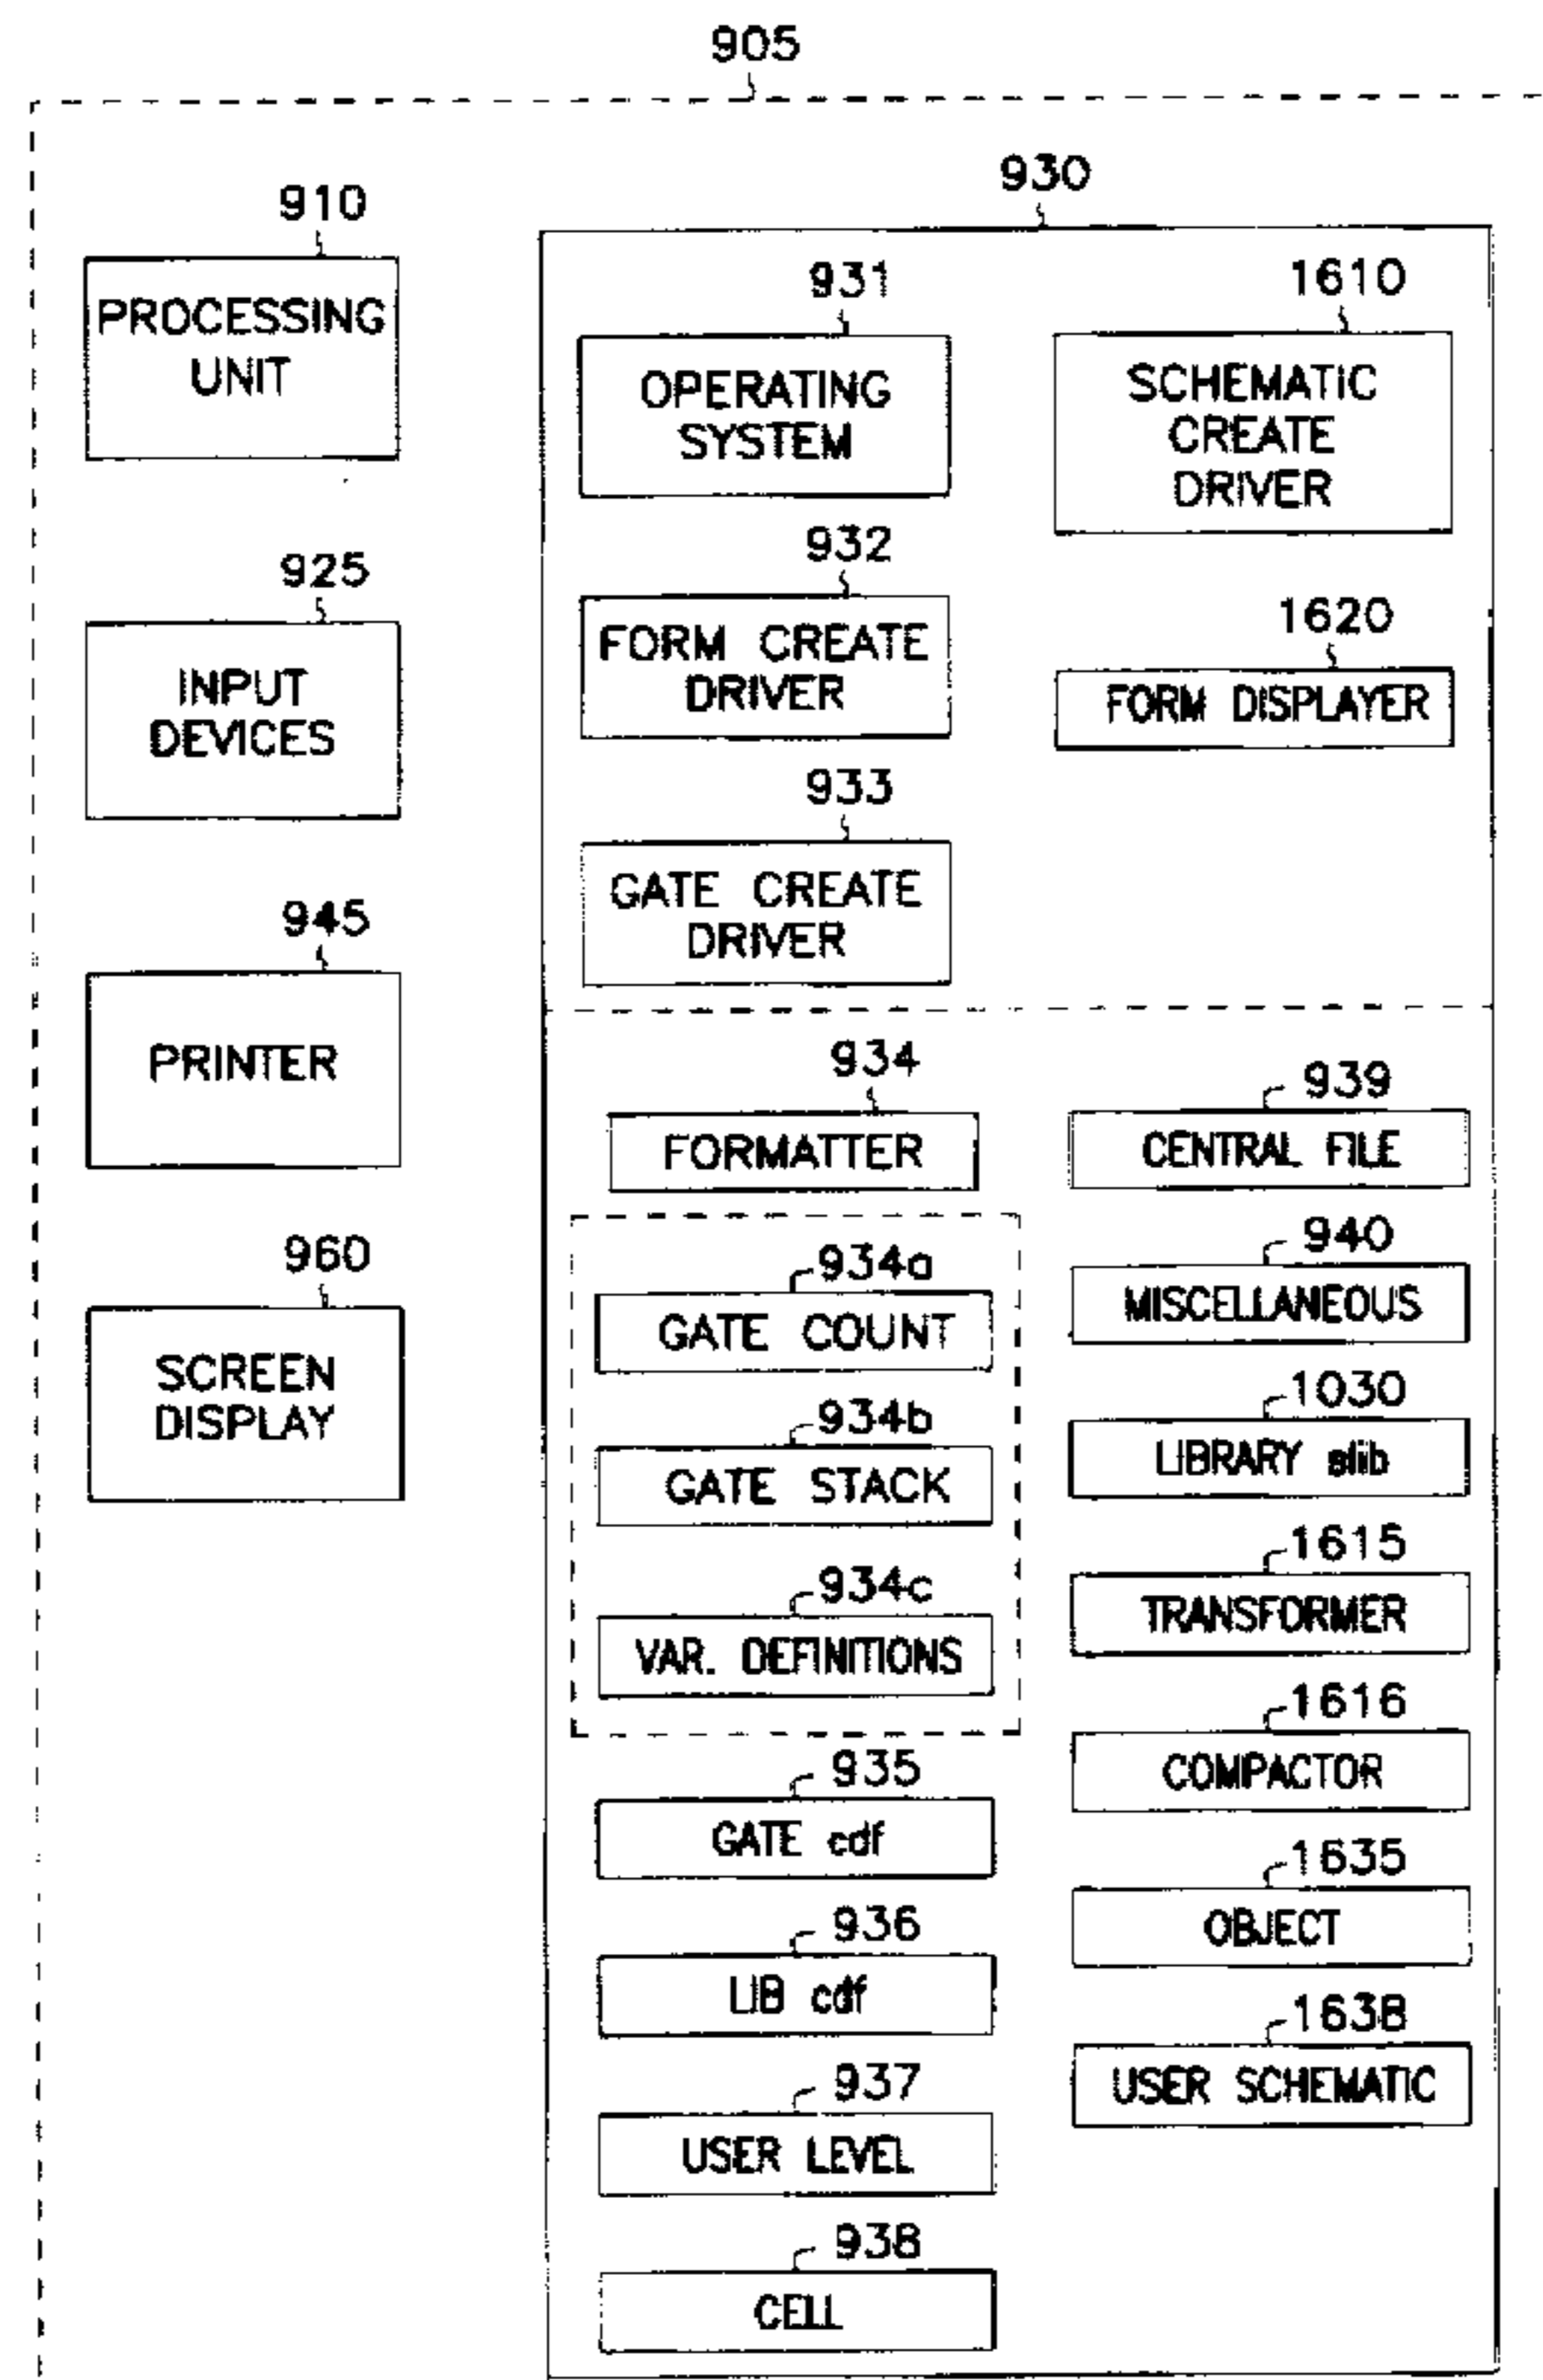 905
910
PROCESSING
UNIT
925
INPUT
DEVICES
945
PRINTER
960
SCREEN
DISPLAY
930
931
OPERATING
SYSTEM
932
FORM CREATE
DRIVER
933
GATE CREATE
DRIVER
1610
SCHEMATIC
CREATE
DRIVER
1620
FORM DISPLAYER
934
FORMATTER
934a
GATE COUNT
934b
GATE STACK
934c
VAR. DEFINITIONS
935
GATE cdf
936
LIB cdf
937
USER LEVEL
938
CELL
939
CENTRAL FILE
940
MISCELLANEOUS
1030
LIBRARY slib
1615
TRANSFORMER
1616
COMPACTOR
1635
OBJECT
1638
USER SCHEMATIC